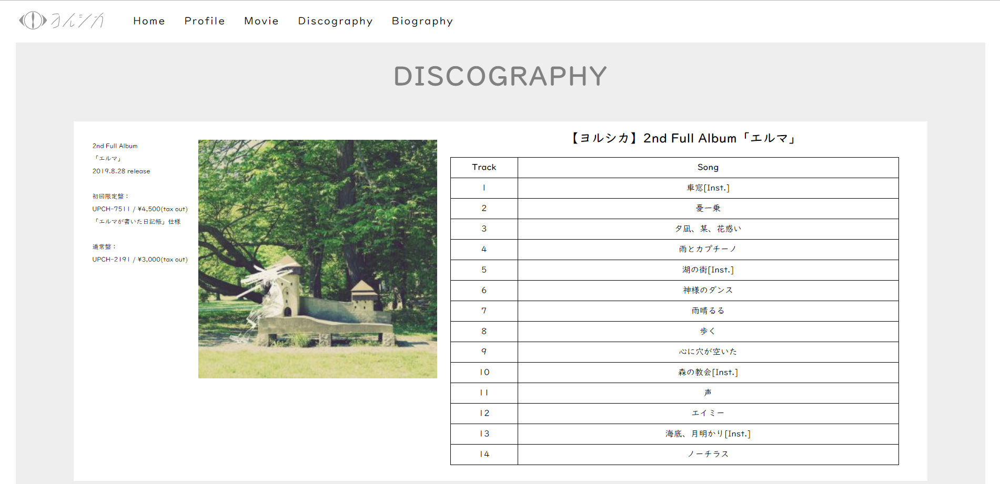 ヨルシカ
Home Profile Movie Discography Biography
DISCOGRAPHY
2nd Full Album
「エルマ」
2019.8.28 release
初回限定盤：
UPCH-7511 / ¥4,500(tax out)
「エルマが書いた日記帳」仕様
通常盤：
UPCH-2191 / ¥3,000(tax out)
【ヨルシカ】2nd Full Album「エルマ」
Track Song
1 車窓[Inst.]
2 憂一乗
3 夕凪、某、花惑い
4 雨とカプチーノ
5 湖の街[Inst.]
6 神様のダンス
7 雨晴るる
8 歩く
9 心に穴が空いた
10 森の教会[Inst.]
11 声
12 エイミー
13 海底、月明かり[Inst.]
14 ノーチラス